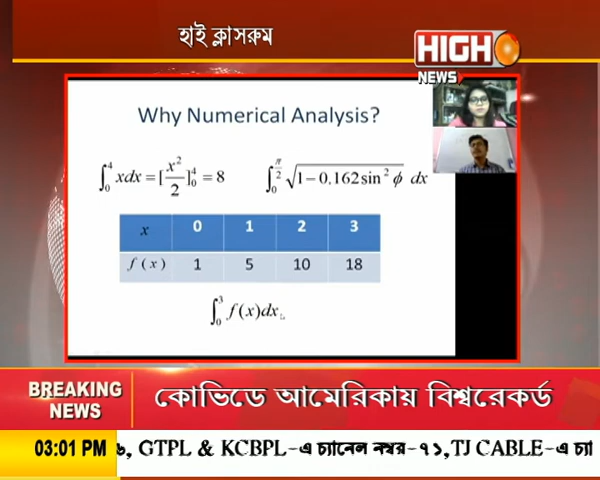 হাই ক্লাসরুম
HIGH
NEWS
Why Numerical Analysis?
∫₀⁴ xdx = [x²/2]₀⁴ = 8
∫₀^(π/2) √(1 − 0.162 sin² ϕ) dx
x 0 1 2 3
f (x) 1 5 10 18
∫₀³ f(x)dx
BREAKING NEWS
কোভিডে আমেরিকায় বিশ্বরেকর্ড
03:01 PM ৬, GTPL & KCBPL-এ চ্যানেল নম্বর-৭১,TJ CABLE-এ চ্যা